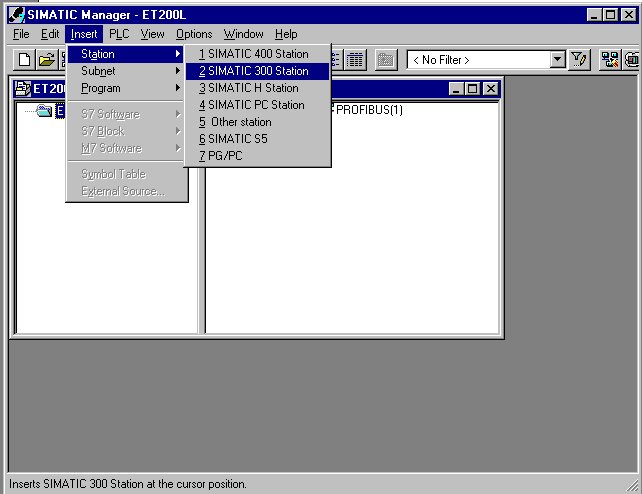 SIMATIC Manager - ET200L
File Edit Insert PLC View Options Window Help
< No Filter >
Station
Subnet
Program
S7 Software
S7 Block
M7 Software
Symbol Table
External Source...
1 SIMATIC 400 Station
2 SIMATIC 300 Station
3 SIMATIC H Station
4 SIMATIC PC Station
5 Other station
6 SIMATIC S5
7 PG/PC
ET200
E
PROFIBUS(1)
Inserts SIMATIC 300 Station at the cursor position.